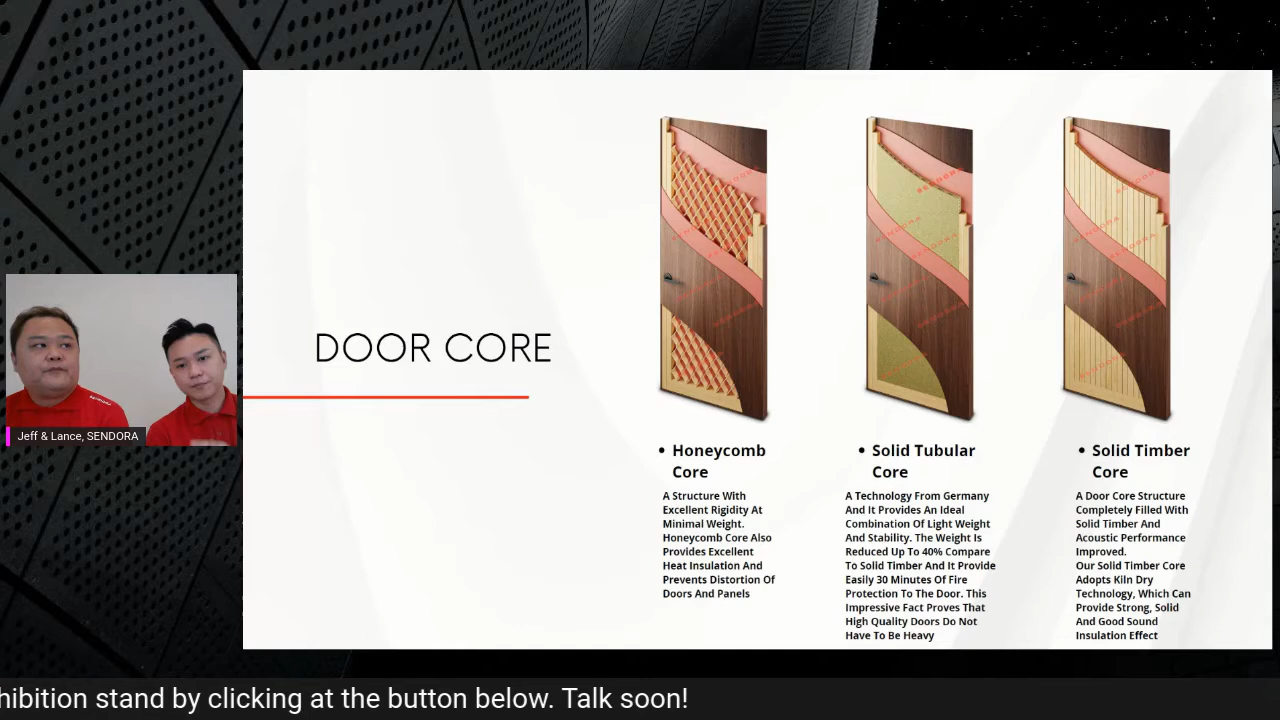 DOOR CORE
• Honeycomb
Core
A Structure With
Excellent Rigidity At
Minimal Weight.
Honeycomb Core Also
Provides Excellent
Heat Insulation And
Prevents Distortion Of
Doors And Panels
• Solid Tubular
Core
A Technology From Germany
And It Provides An Ideal
Combination Of Light Weight
And Stability. The Weight Is
Reduced Up To 40% Compare
To Solid Timber And It Provide
Easily 30 Minutes Of Fire
Protection To The Door. This
Impressive Fact Proves That
High Quality Doors Do Not
Have To Be Heavy
• Solid Timber
Core
A Door Core Structure
Completely Filled With
Solid Timber And
Acoustic Performance
Improved.
Our Solid Timber Core
Adopts Kiln Dry
Technology, Which Can
Provide Strong, Solid
And Good Sound
Insulation Effect
Jeff & Lance, SENDORA
hibition stand by clicking at the button below. Talk soon!